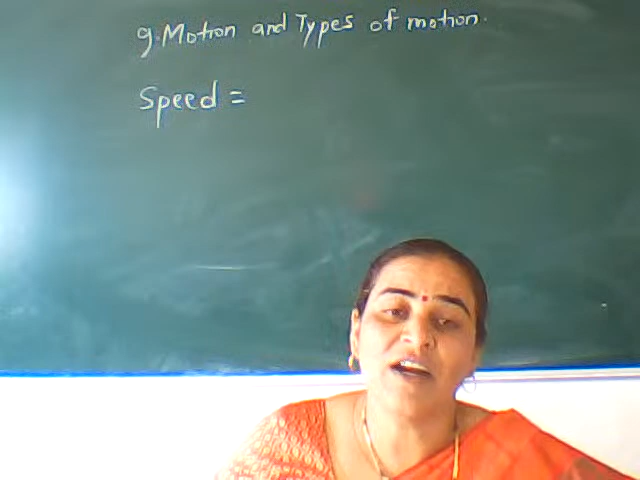 9. Motion and Types of motion.
Speed =